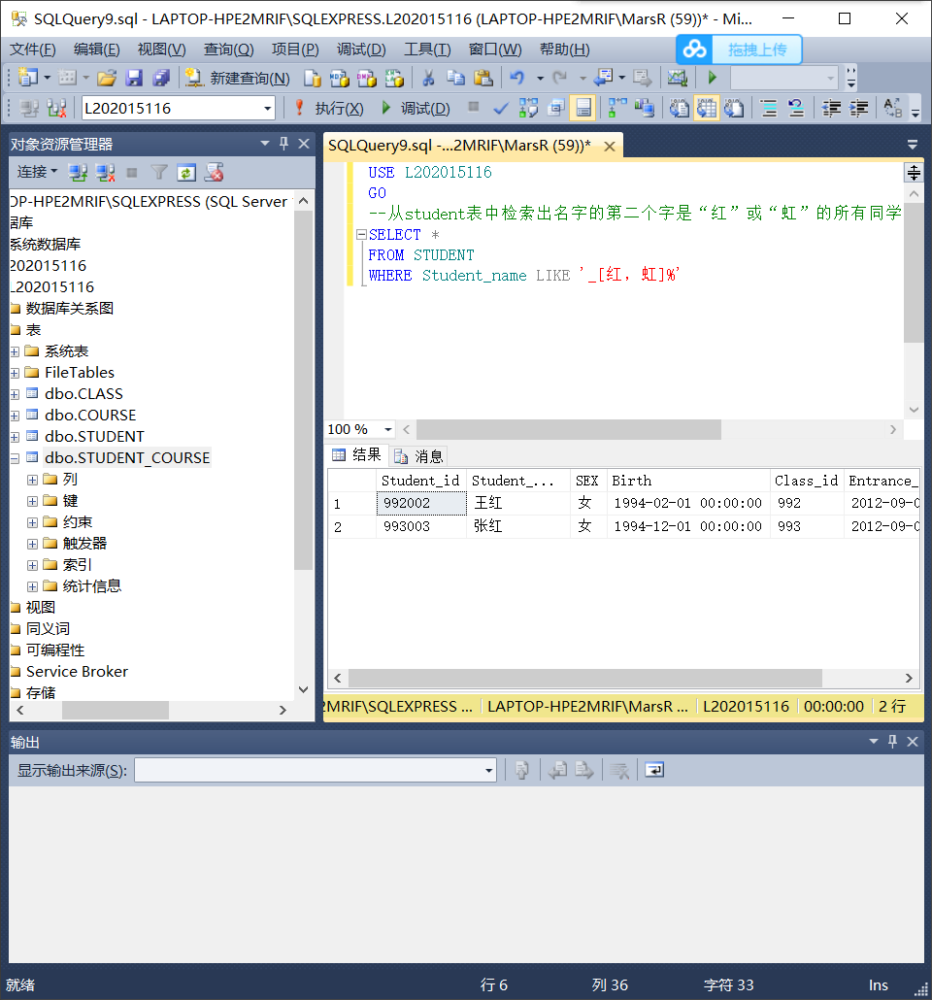 SQLQuery9.sql - LAPTOP-HPE2MRIF\SQLEXPRESS.L202015116 (LAPTOP-HPE2MRIF\MarsR (59))* - Mi...
文件(F) 编辑(E) 视图(V) 查询(Q) 项目(P) 调试(D) 工具(T) 窗口(W) 帮助(H)
拖拽上传
新建查询(N)
L202015116 执行(X) 调试(D)
对象资源管理器
连接
OP-HPE2MRIF\SQLEXPRESS (SQL Server
据库
系统数据库
202015116
L202015116
数据库关系图
表
系统表
FileTables
dbo.CLASS
dbo.COURSE
dbo.STUDENT
dbo.STUDENT_COURSE
列
键
约束
触发器
索引
统计信息
视图
同义词
可编程性
Service Broker
存储
SQLQuery9.sql -...2MRIF\MarsR (59))*
USE L202015116
GO
--从student表中检索出名字的第二个字是“红”或“虹”的所有同学
SELECT *
FROM STUDENT
WHERE Student_name LIKE '_[红，虹]%'
100 %
结果 消息
Student_id Student_... SEX Birth Class_id Entrance_
1 992002 王红 女 1994-02-01 00:00:00 992 2012-09-0
2 993003 张红 女 1994-12-01 00:00:00 993 2012-09-0
2MRIF\SQLEXPRESS ... LAPTOP-HPE2MRIF\MarsR ... L202015116 00:00:00 2 行
输出
显示输出来源(S):
就绪 行 6 列 36 字符 33 Ins